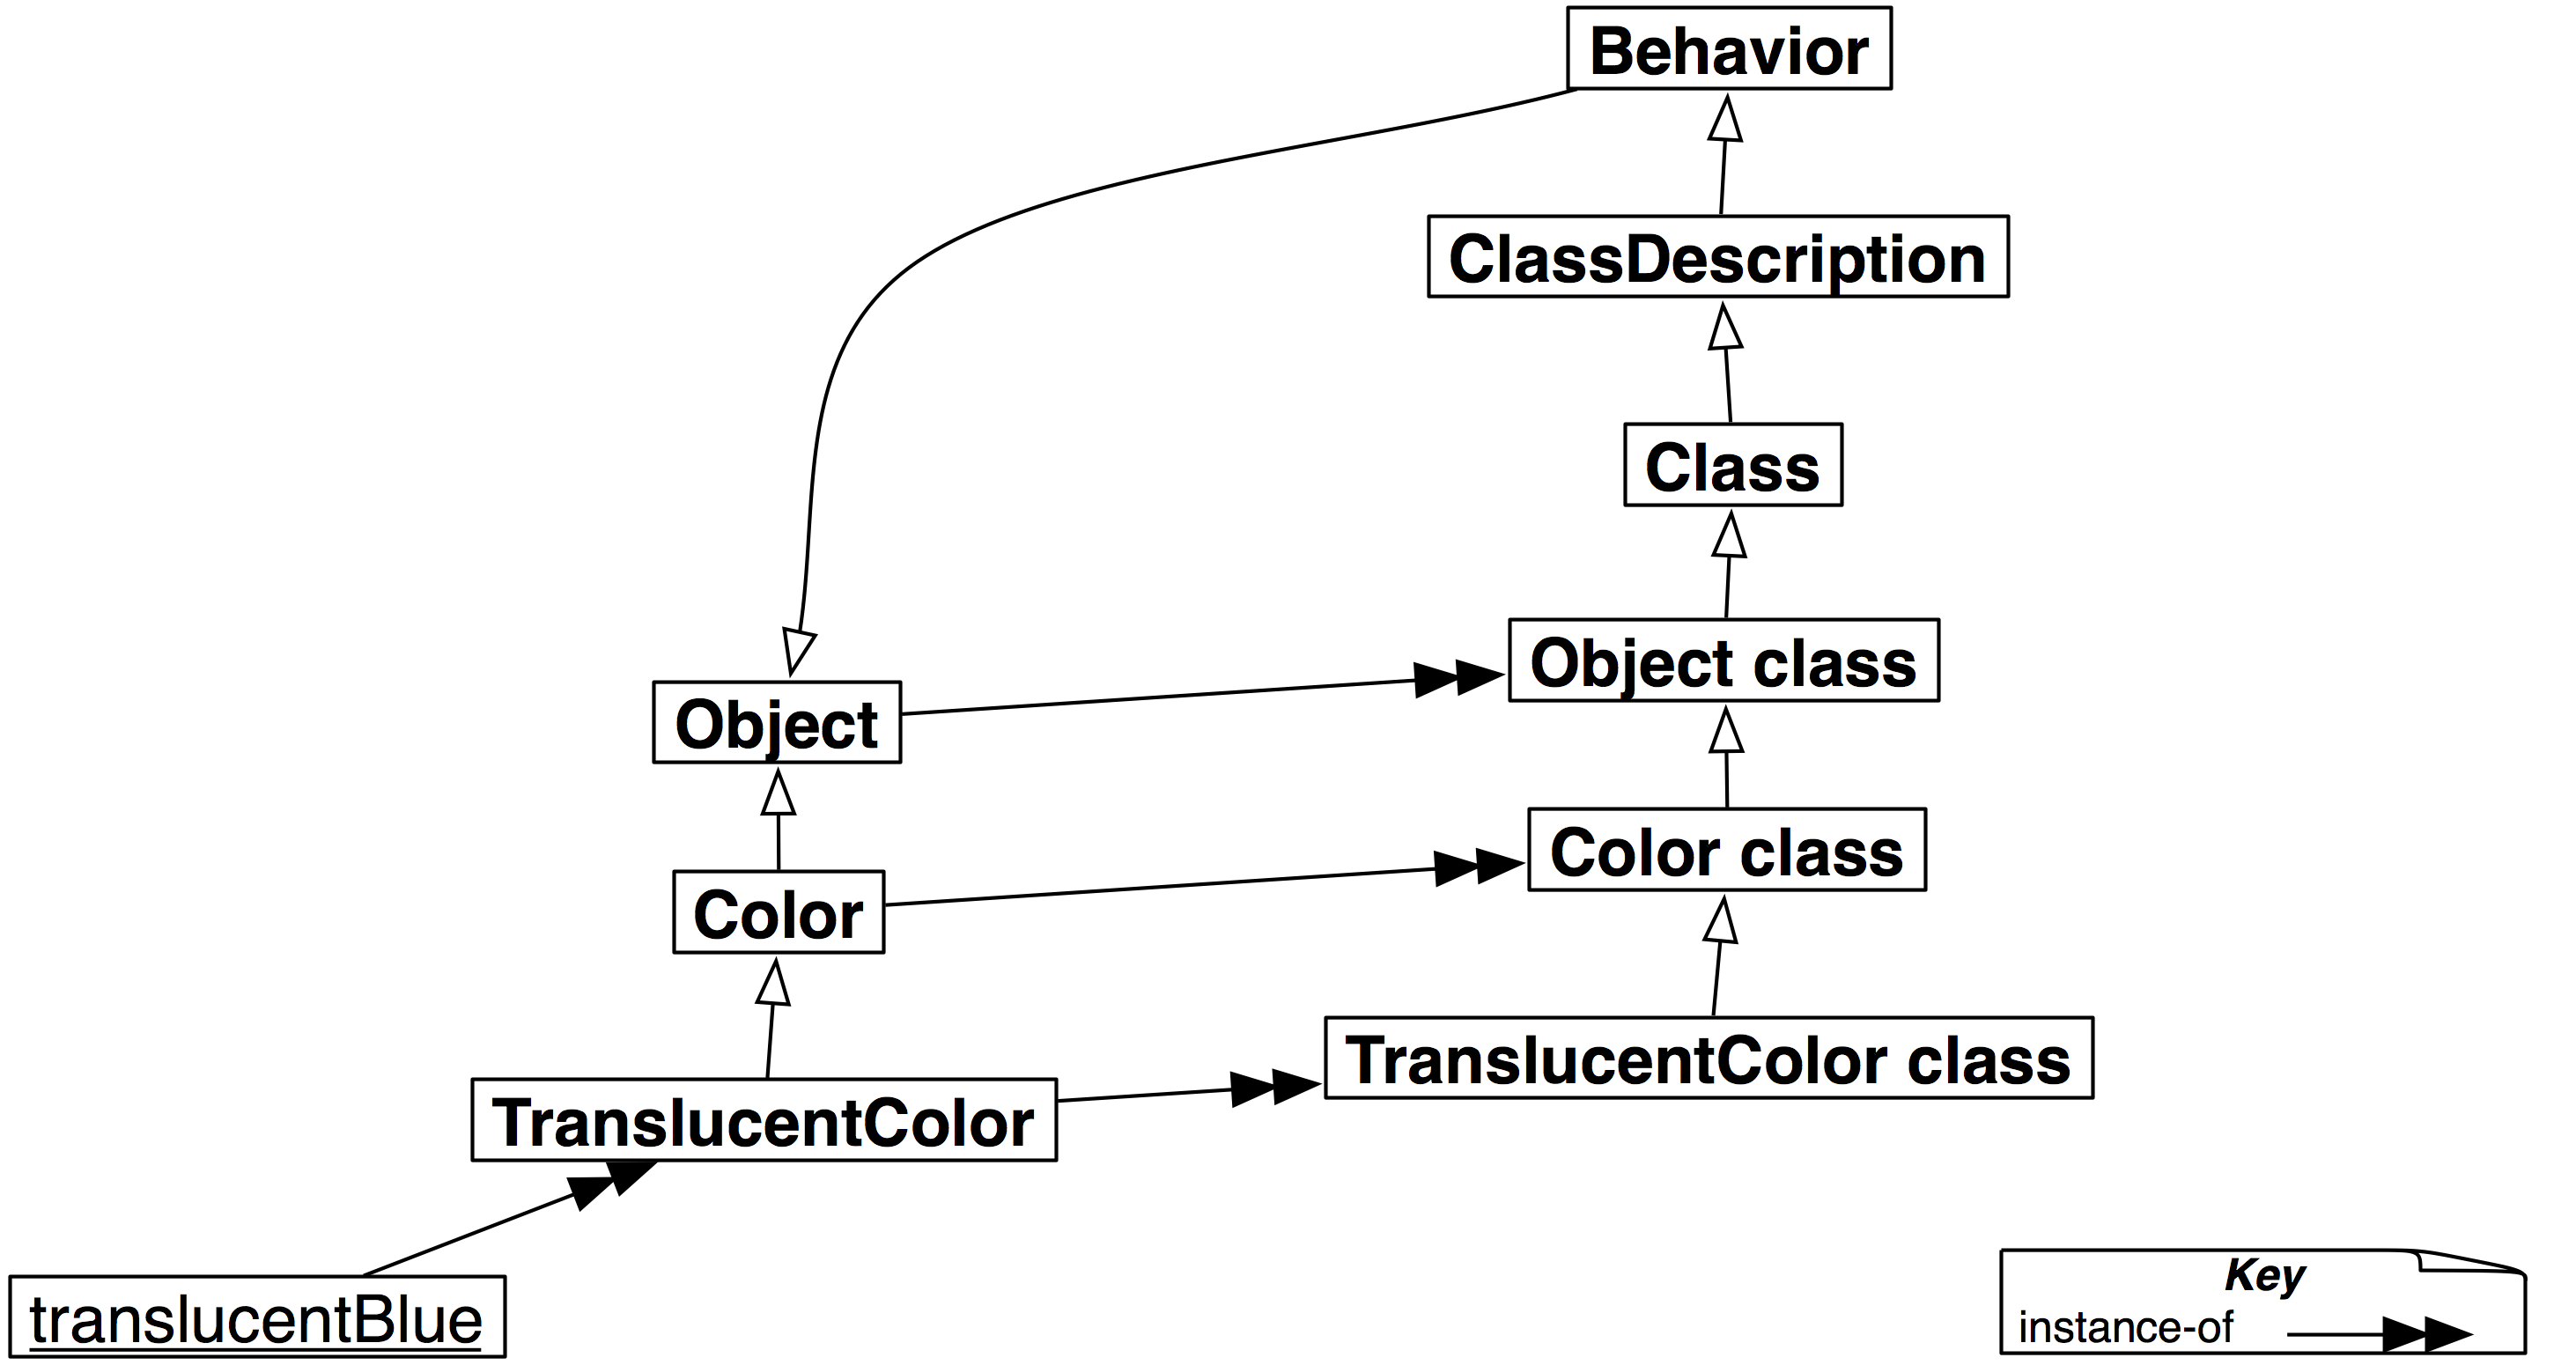 Behavior
ClassDescription
Class
Object class
Object
Color class
Color
TranslucentColor class
TranslucentColor
translucentBlue
Key
instance-of